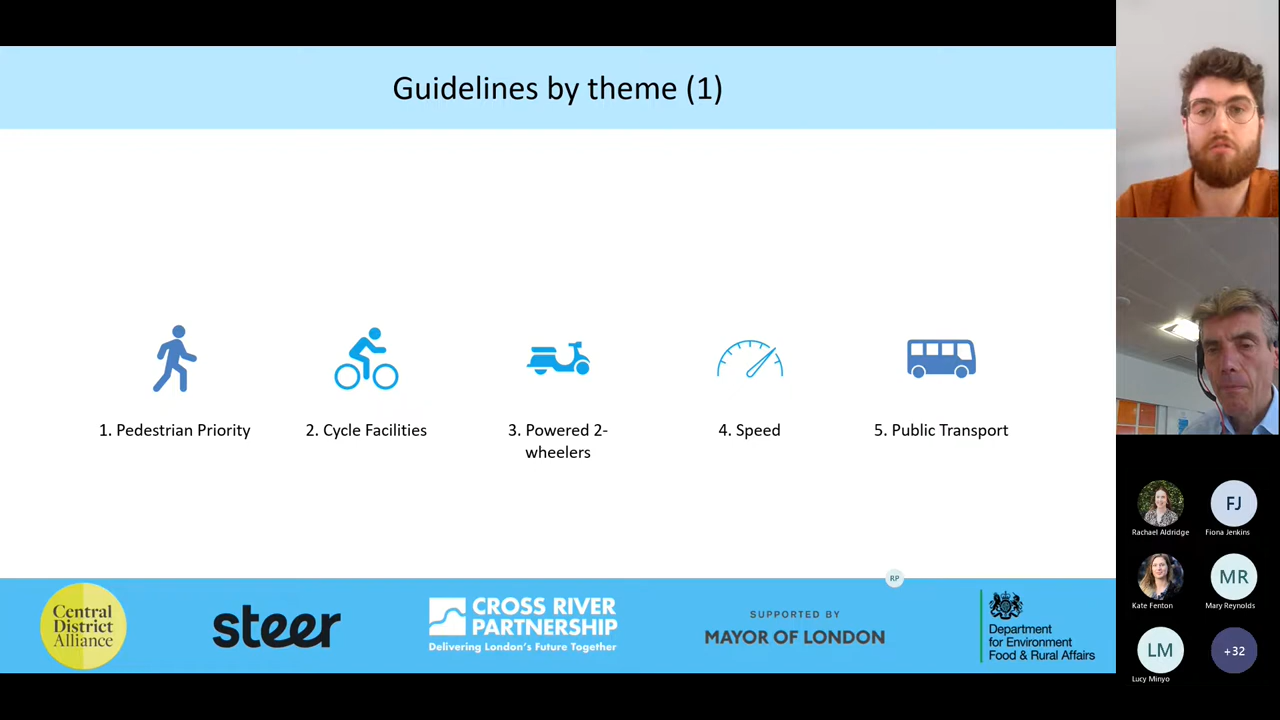 Guidelines by theme (1)
1. Pedestrian Priority
2. Cycle Facilities
3. Powered 2-
wheelers
4. Speed
5. Public Transport
RP
Central
District
Alliance
steer
CROSS RIVER
PARTNERSHIP
Delivering London's Future Together
SUPPORTED BY
MAYOR OF LONDON
Department
for Environment
Food & Rural Affairs
Rachael Aldridge
FJ
Fiona Jenkins
Kate Fenton
MR
Mary Reynolds
LM
Lucy Minyo
+32